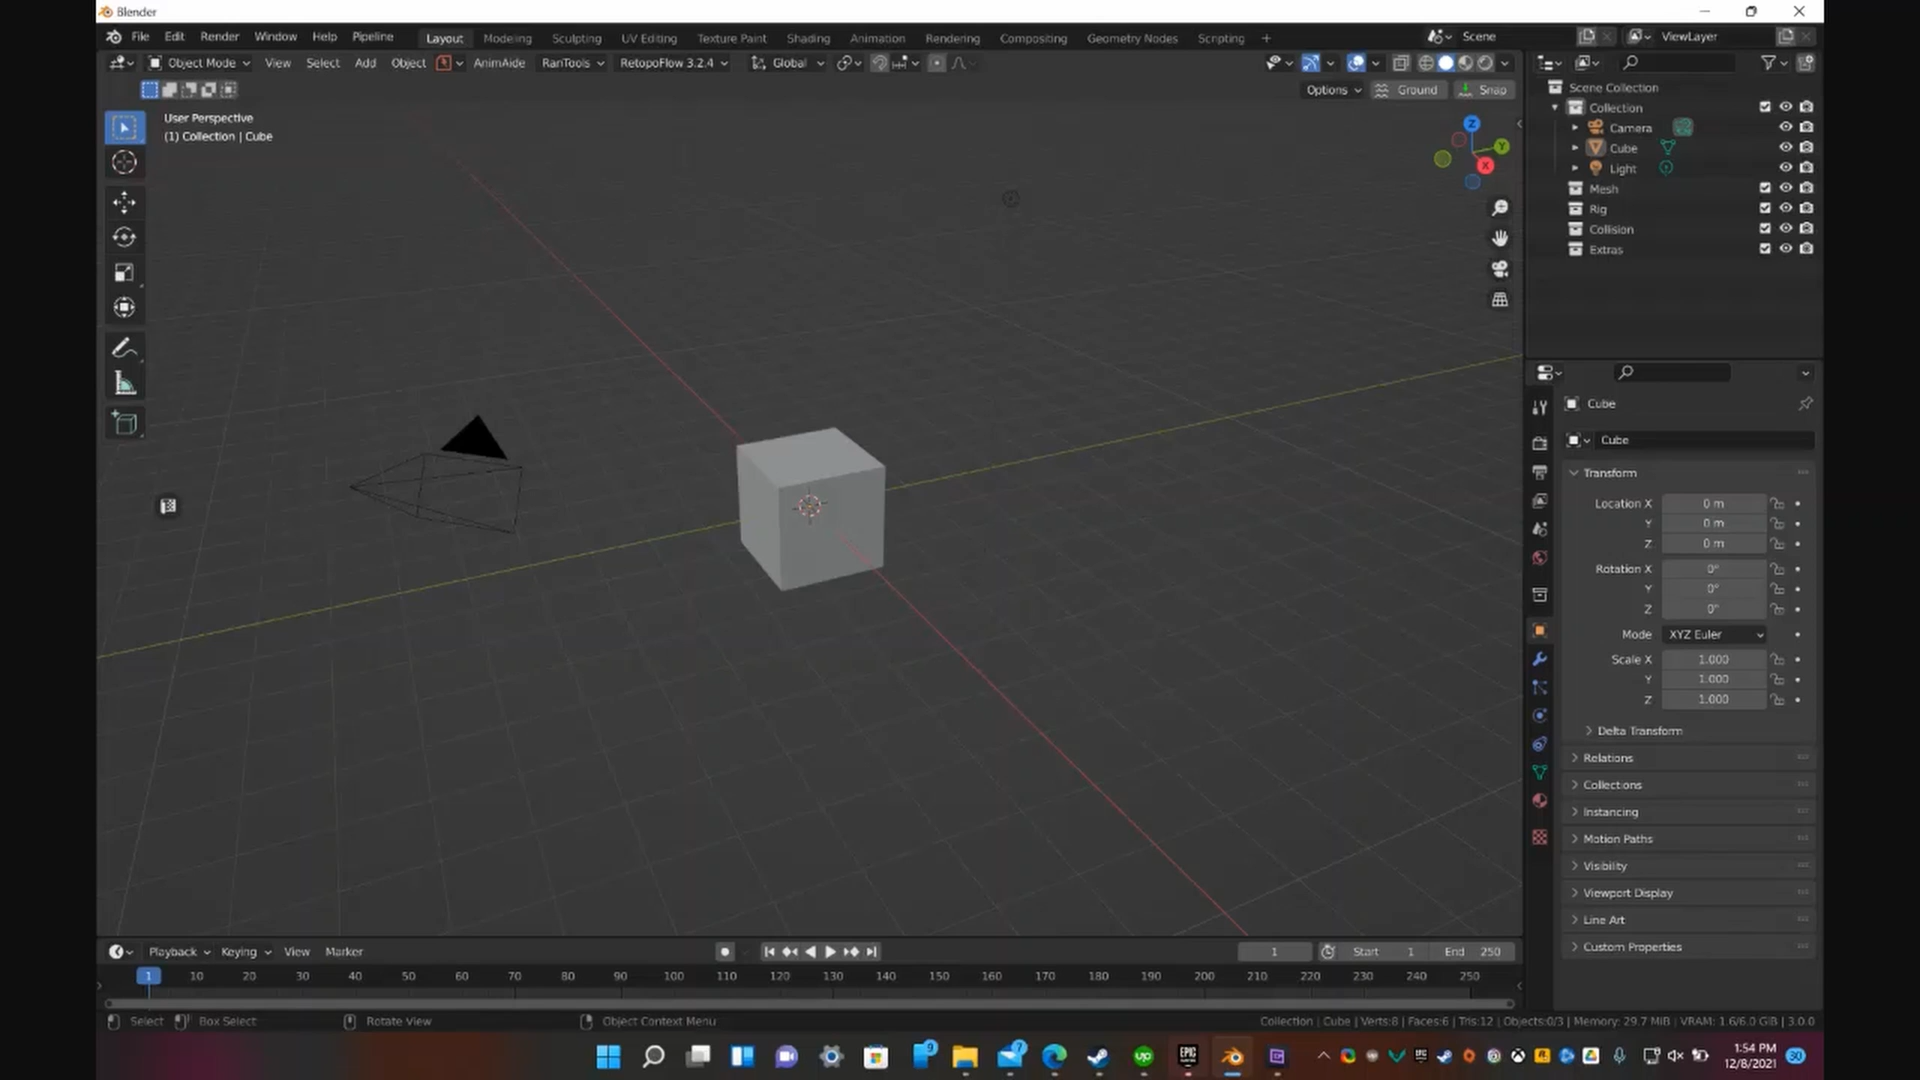 Blender
File Edit Render Window Help Pipeline Layout Modeling Sculpting UV Editing Texture Paint Shading Animation Rendering Compositing Geometry Nodes Scripting + Scene ViewLayer
Object Mode View Select Add Object AnimAide RanTools RetopoFlow 3.2.4 Global
Options Ground Snap
User Perspective
(1) Collection | Cube
Z
Y
X
Scene Collection
Collection
Camera
Cube
Light
Mesh
Rig
Collision
Extras
Cube
Cube
Transform
Location X 0 m
Y 0 m
Z 0 m
Rotation X 0°
Y 0°
Z 0°
Mode XYZ Euler
Scale X 1.000
Y 1.000
Z 1.000
Delta Transform
Relations
Collections
Instancing
Motion Paths
Visibility
Viewport Display
Line Art
Custom Properties
Playback Keying View Marker 1 Start 1 End 250
1 10 20 30 40 50 60 70 80 90 100 110 120 130 140 150 160 170 180 190 200 210 220 230 240 250
Select Box Select Rotate View Object Context Menu Collection | Cube | Verts:8 | Faces:6 | Tris:12 | Objects:0/3 | Memory: 29.7 MiB | VRAM: 1.6/6.0 GiB | 3.0.0
9 7 up EPIC 1:54 PM 30
12/8/2021